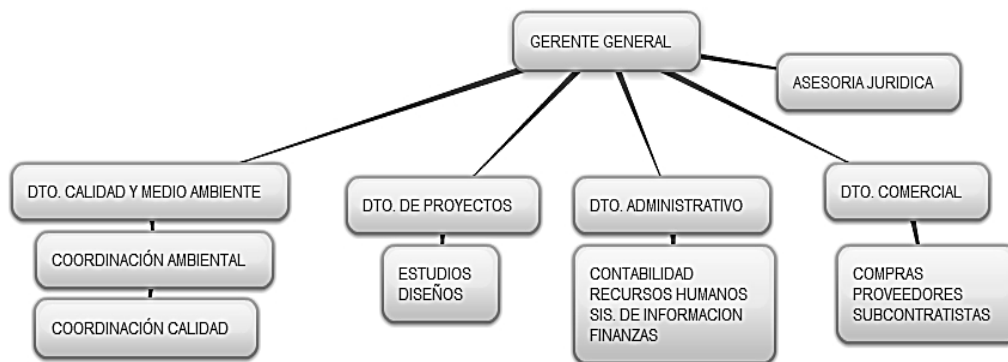 GERENTE GENERAL
ASESORIA JURIDICA
DTO. CALIDAD Y MEDIO AMBIENTE
COORDINACIÓN AMBIENTAL
COORDINACIÓN CALIDAD
DTO. DE PROYECTOS
ESTUDIOS
DISEÑOS
DTO. ADMINISTRATIVO
CONTABILIDAD
RECURSOS HUMANOS
SIS. DE INFORMACION
FINANZAS
DTO. COMERCIAL
COMPRAS
PROVEEDORES
SUBCONTRATISTAS